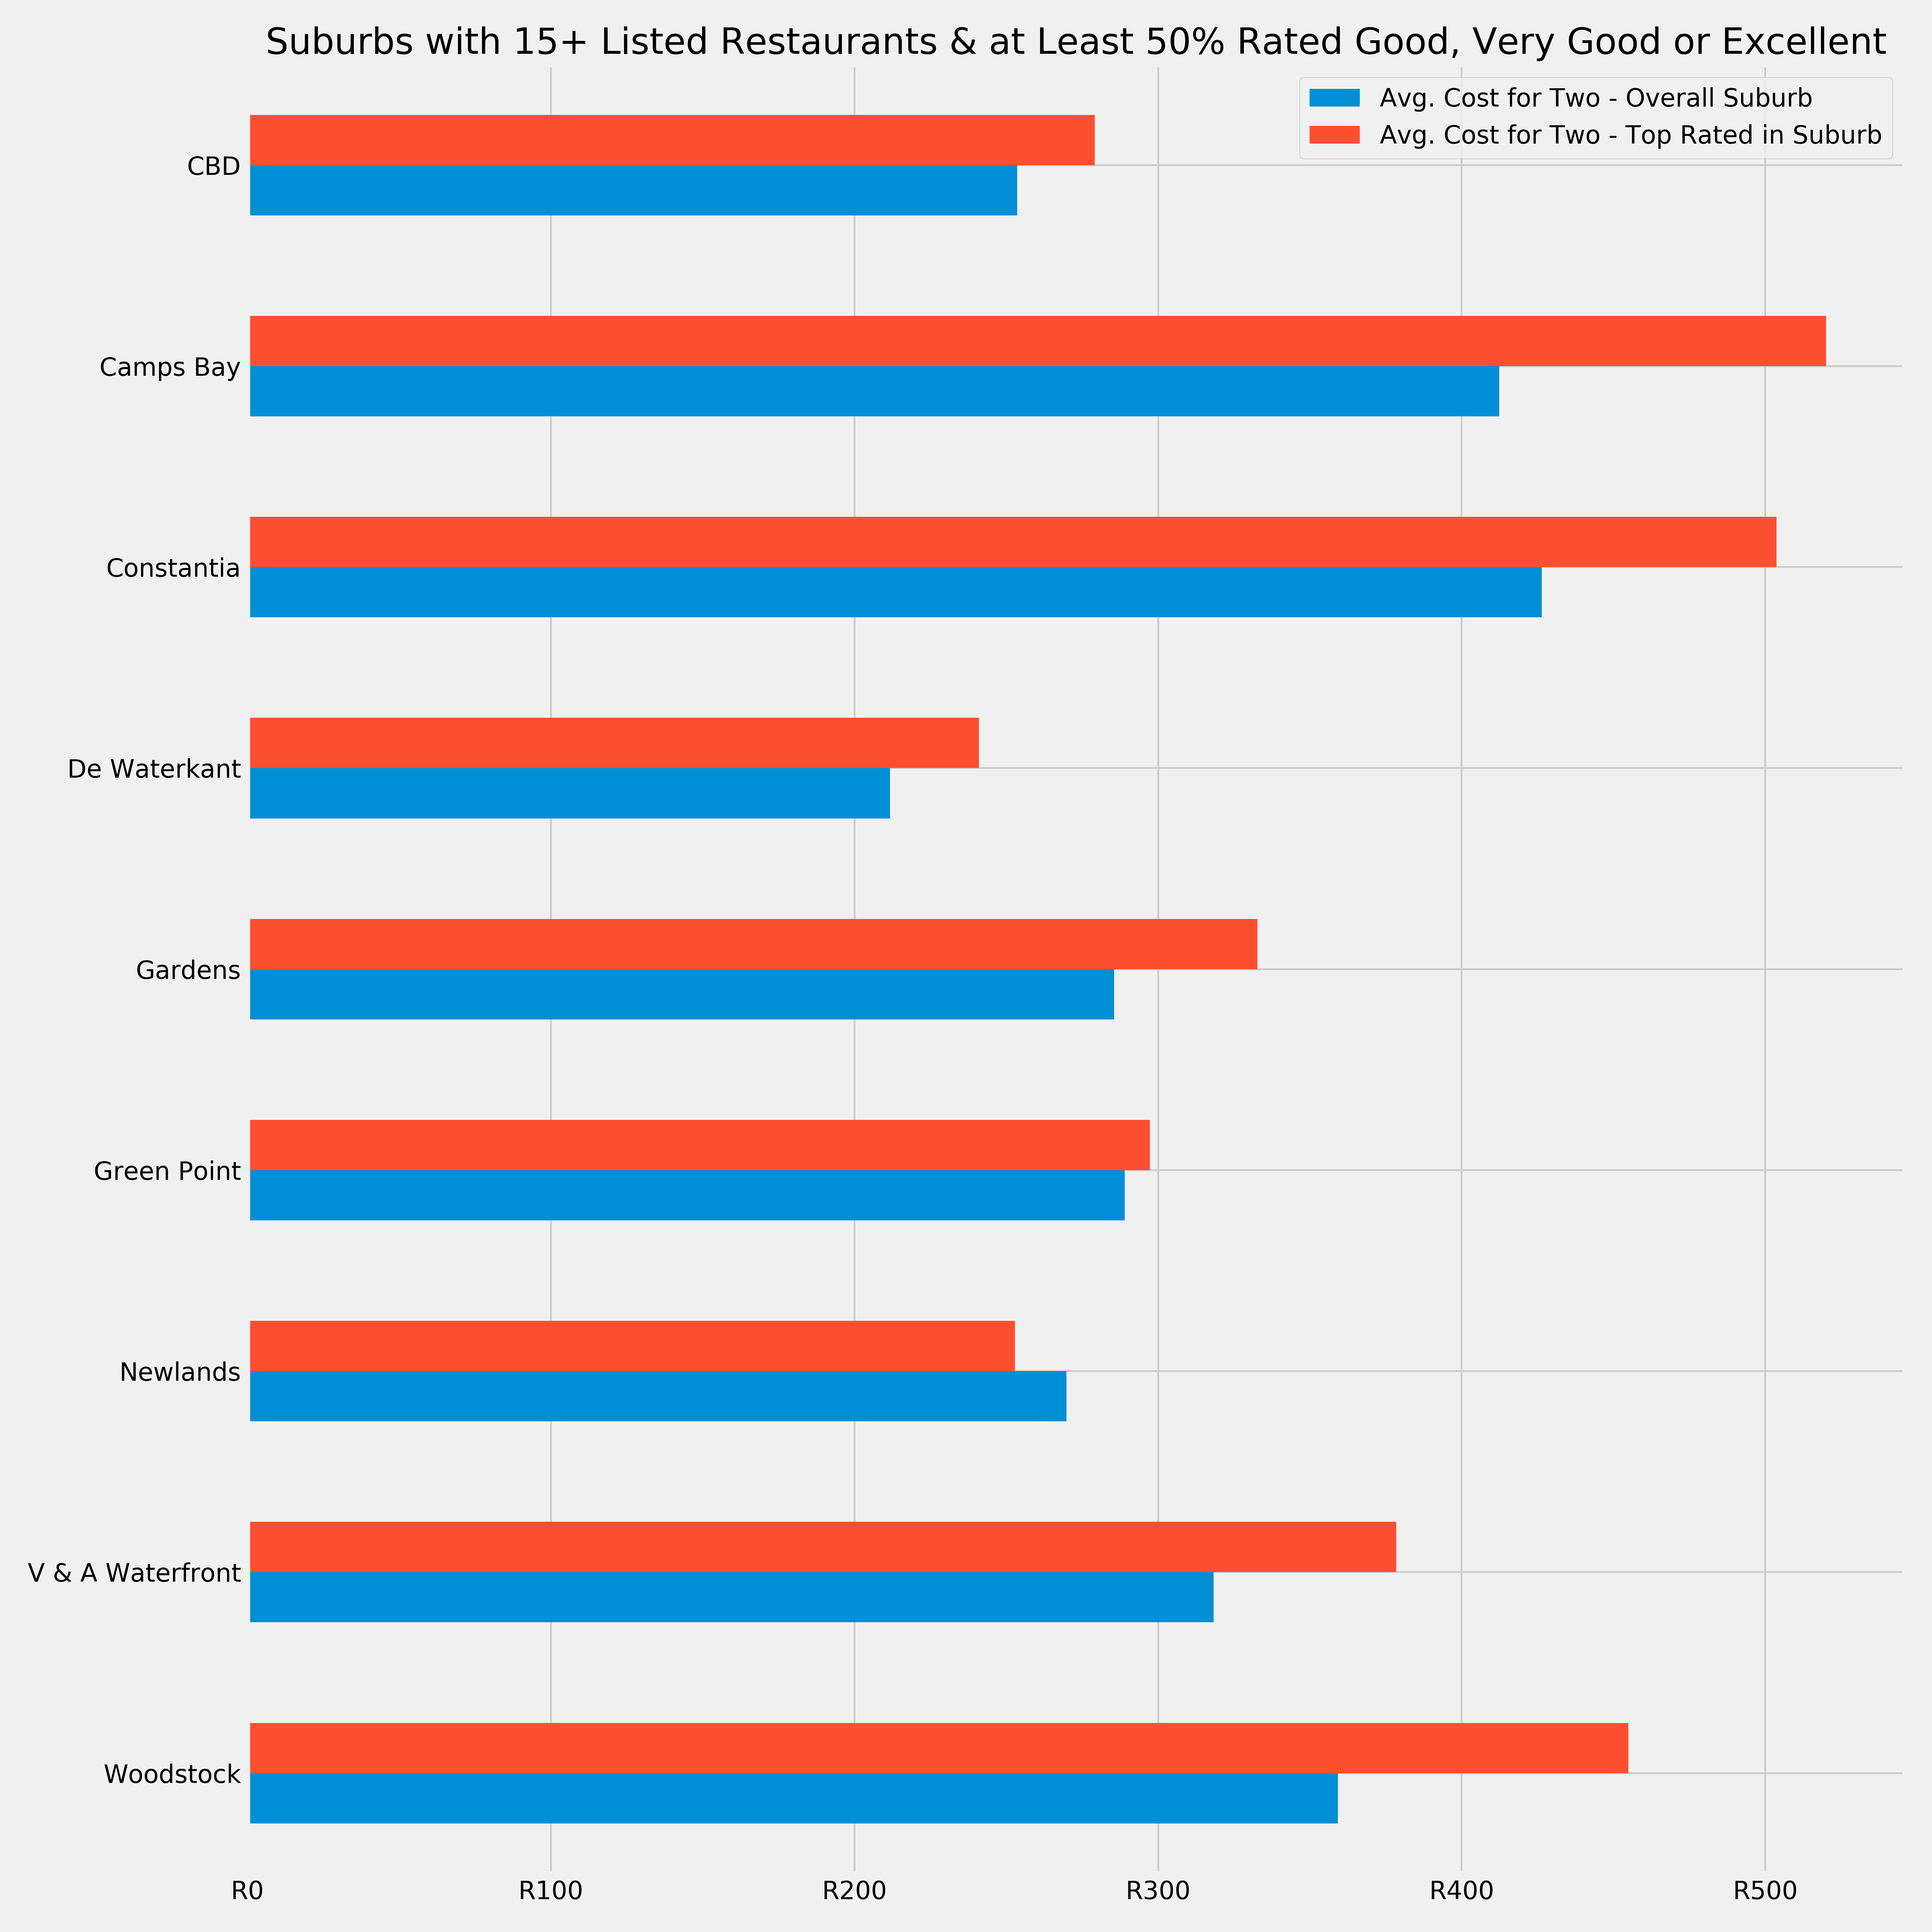 Suburbs with 15+ Listed Restaurants & at Least 50% Rated Good, Very Good or Excellent
Avg. Cost for Two - Overall Suburb
Avg. Cost for Two - Top Rated in Suburb
CBD
Camps Bay
Constantia
De Waterkant
Gardens
Green Point
Newlands
V & A Waterfront
Woodstock
R0 R100 R200 R300 R400 R500